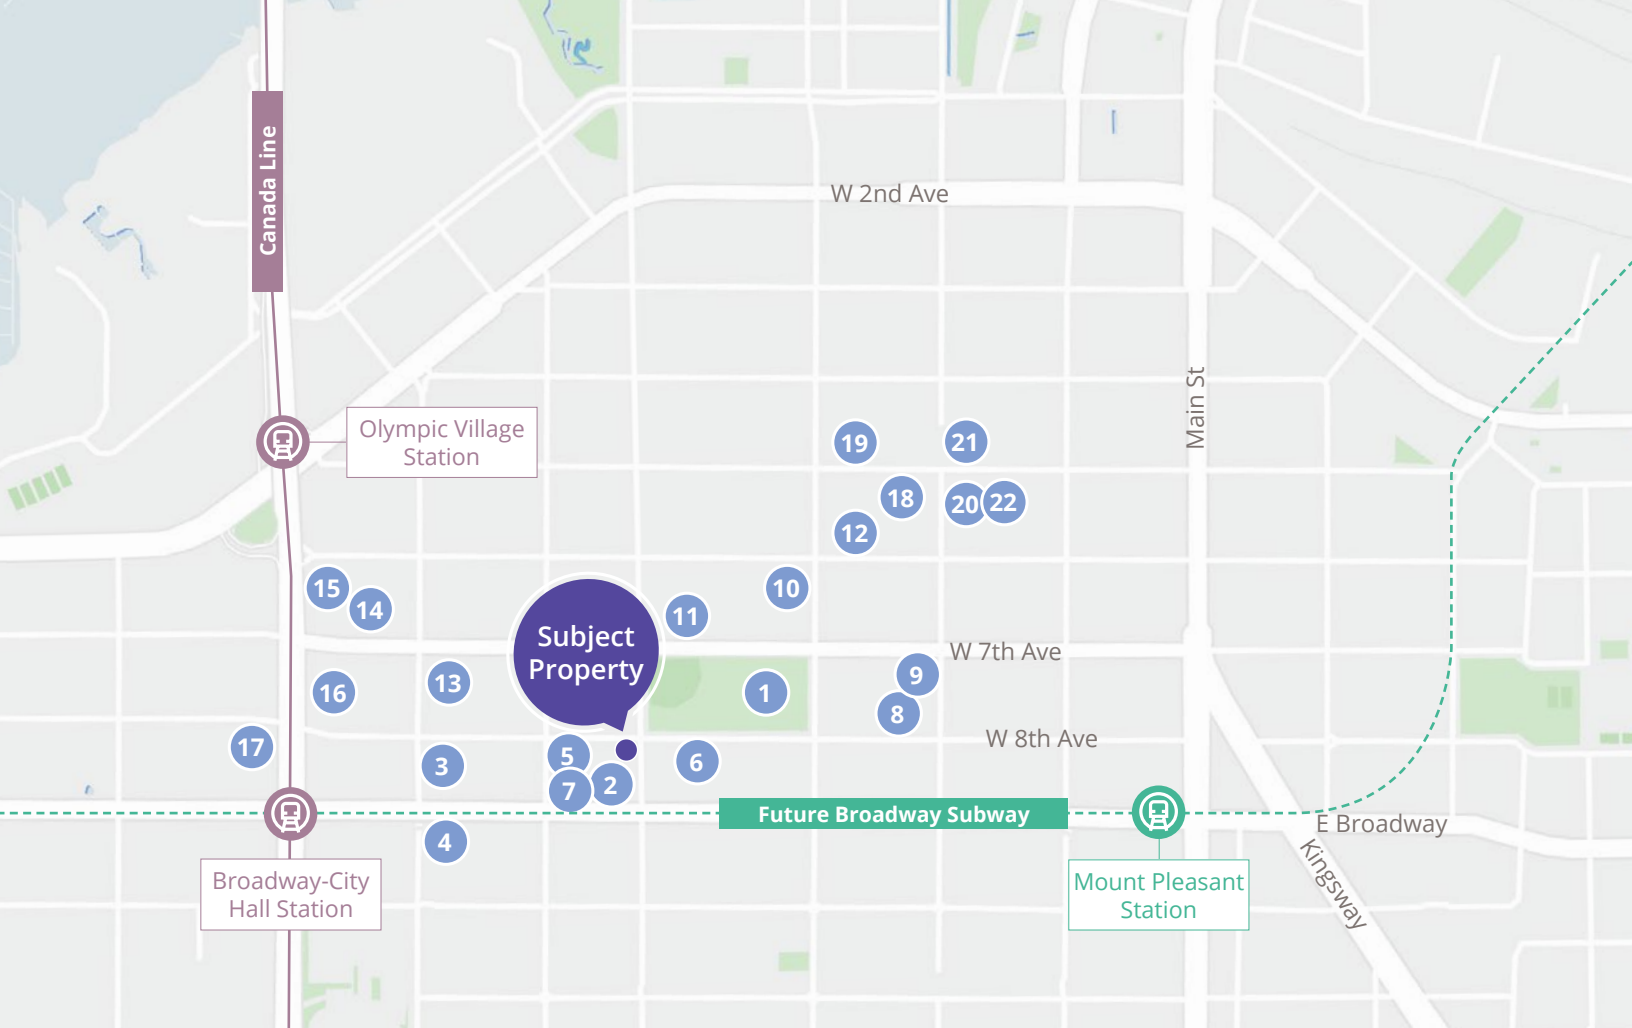 Canada Line
W 2nd Ave
Main St
Olympic Village
Station
19
21
18
20
22
12
15
14
10
11
Subject
Property
W 7th Ave
16
13
1
9
8
17
3
5
6
W 8th Ave
7
2
Future Broadway Subway
4
E Broadway
Kingsway
Broadway-City
Hall Station
Mount Pleasant
Station